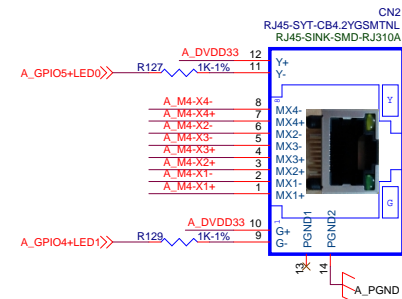 CN2
RJ45-SYT-CB4.2YGSMTNL
RJ45-SINK-SMD-RJ310A
A_DVDD33 12 Y+
A_GPIO5+LED0 R127 1K-1% 11 Y-
Y
A_M4-X4- 8 MX4-
A_M4-X4+ 7 MX4+
A_M4-X2- 6 MX2-
A_M4-X3- 5 MX3-
A_M4-X3+ 4 MX3+
A_M4-X2+ 3 MX2+
A_M4-X1- 2 MX1-
A_M4-X1+ 1 MX1+
G
A_DVDD33 10 G+
A_GPIO4+LED1 R129 1K-1% 9 G-
PGND1
PGND2
13
14
A_PGND